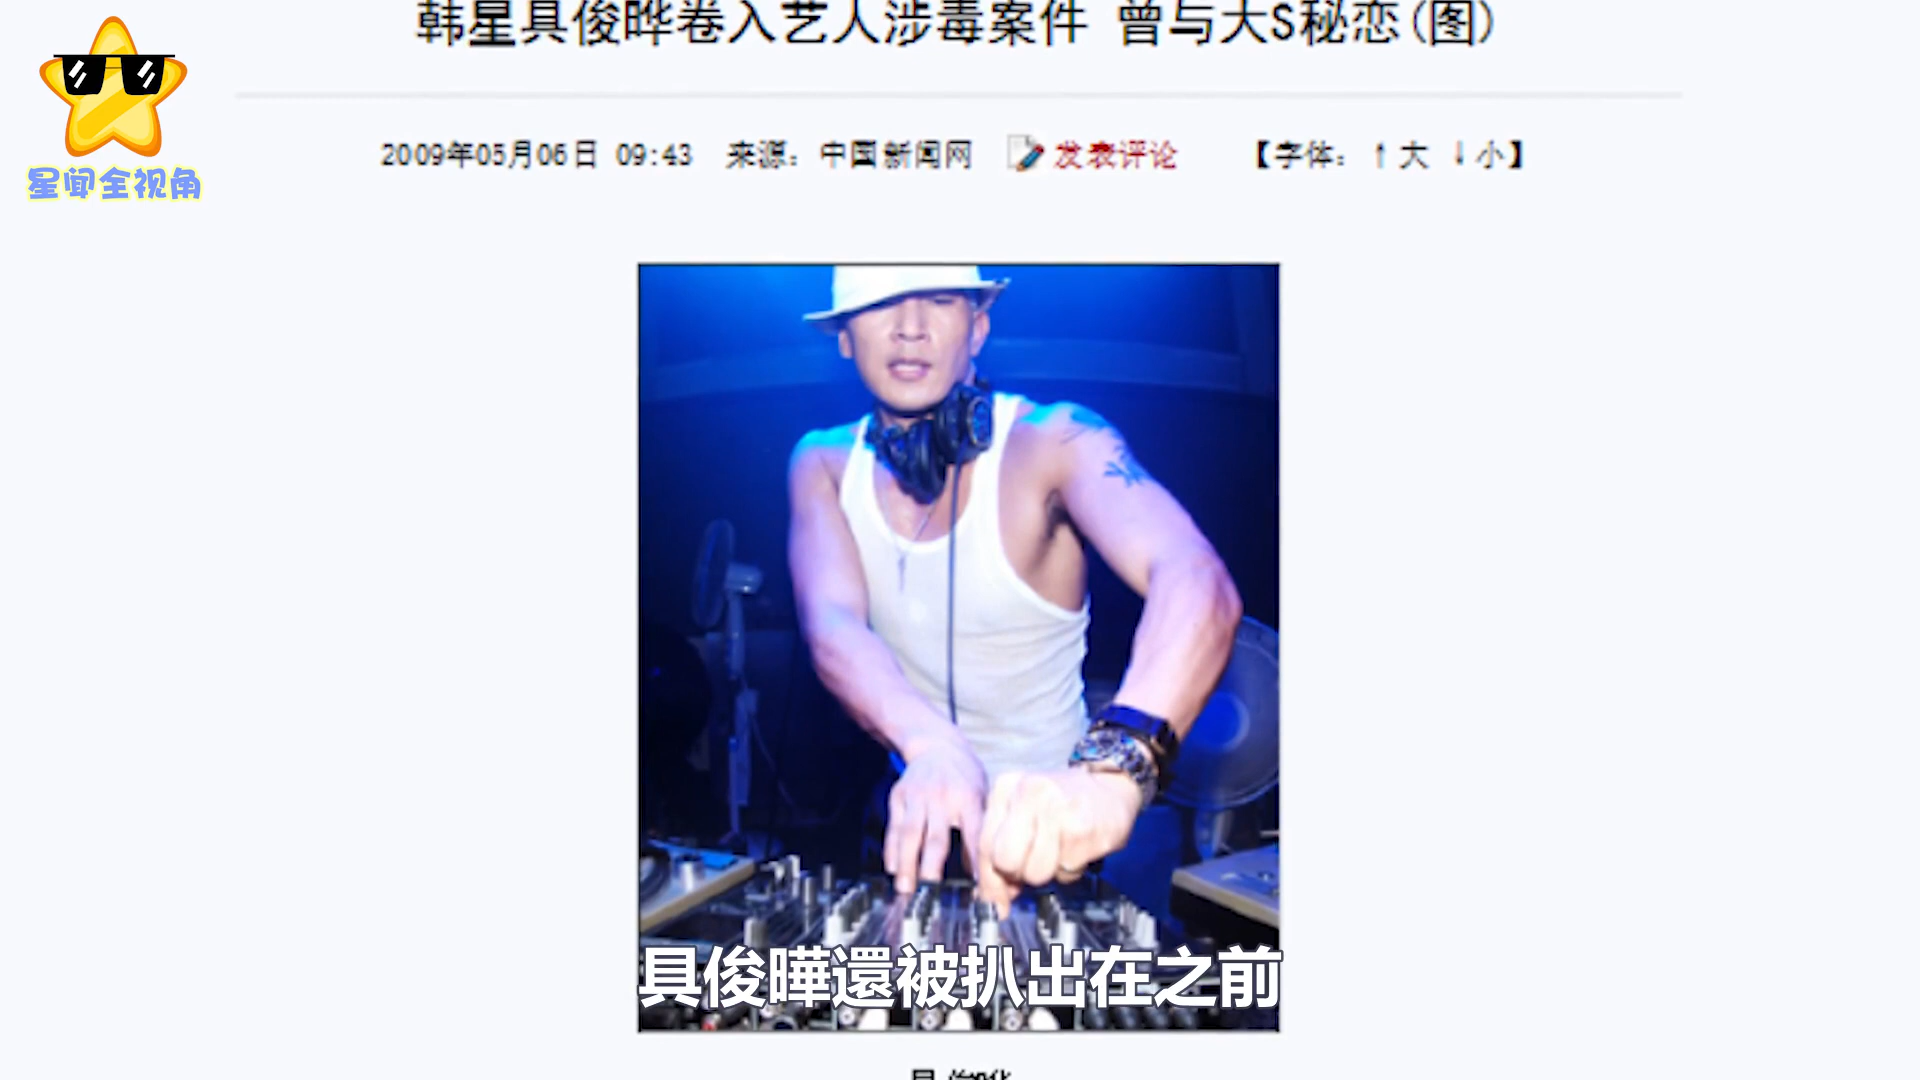 韩星具俊晔卷入艺人涉毒案件 曾与大S秘恋(图)
星闻全视角
2009年05月06日 09:43 来源：中国新闻网 发表评论 【字体：↑大 ↓小】
具俊曄還被扒出在之前